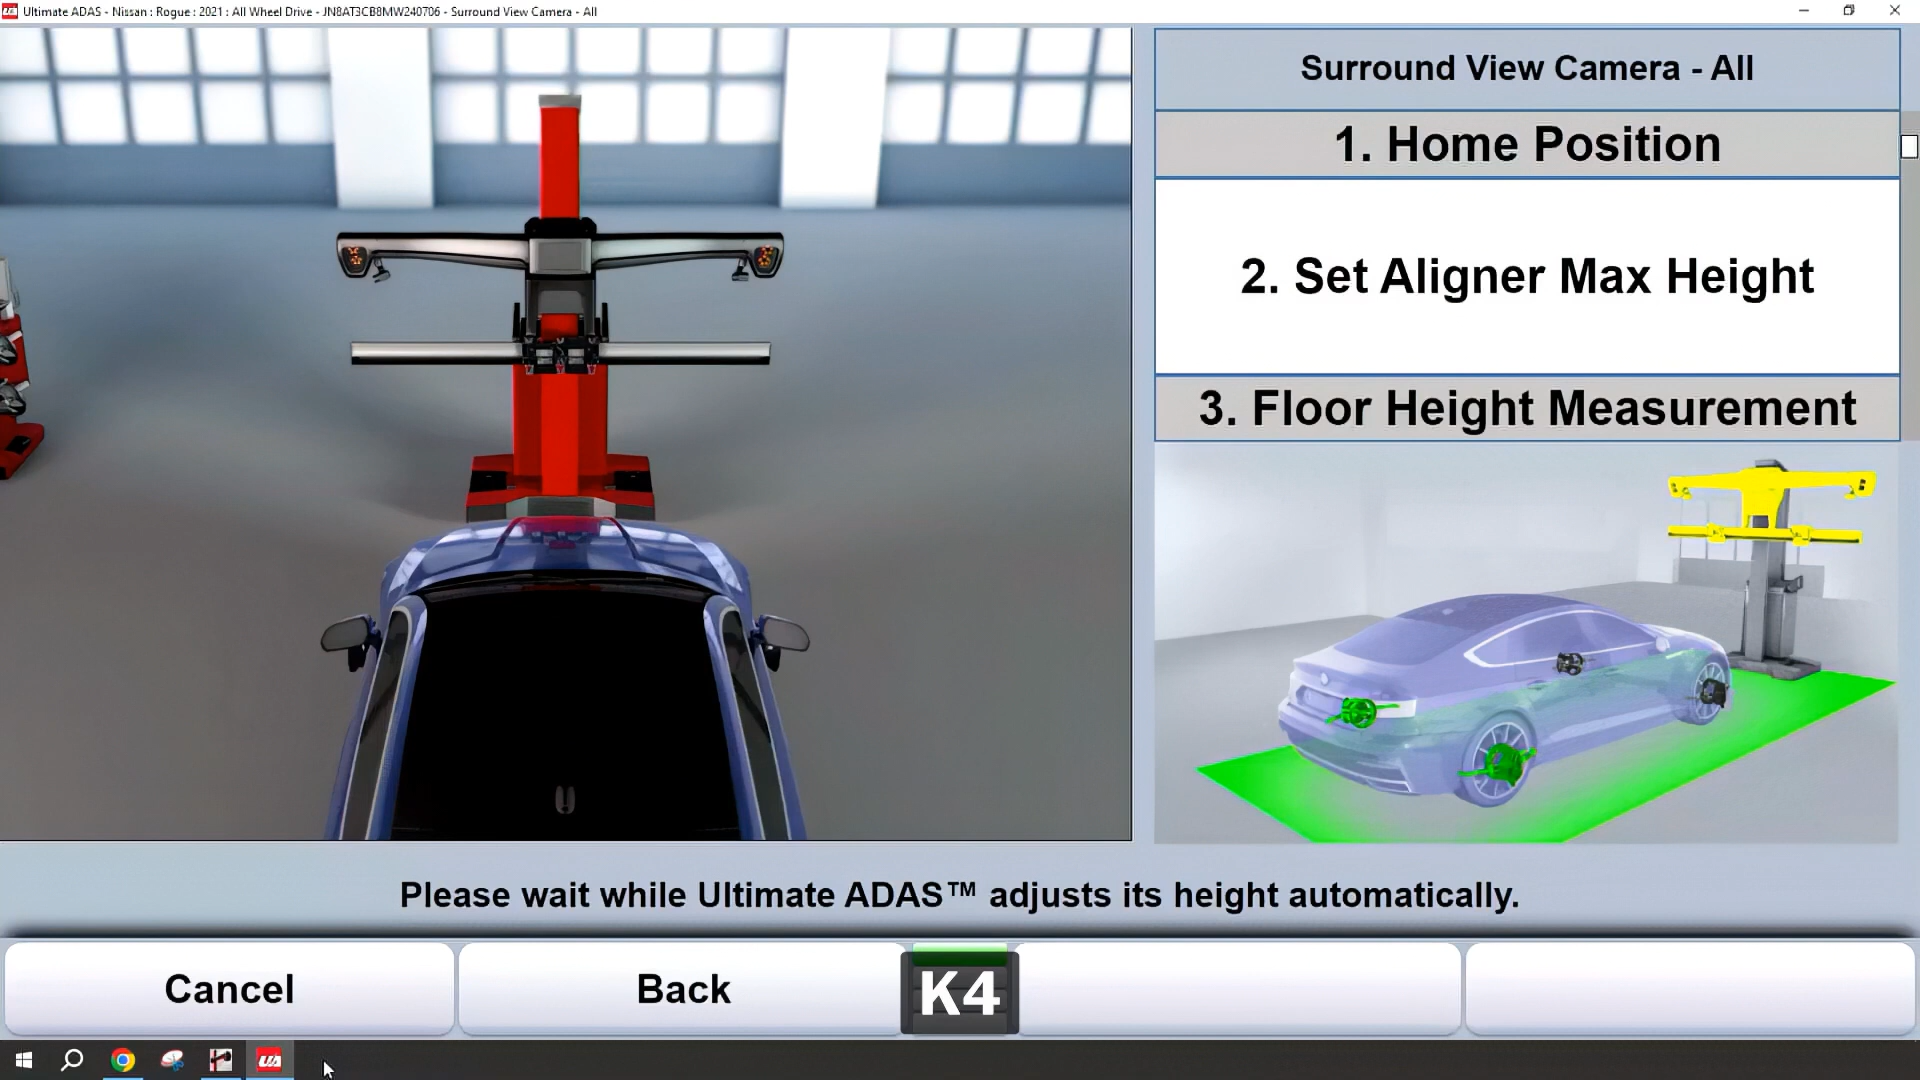 Ultimate ADAS - Nissan : Rogue : 2021 : All Wheel Drive - JN8AT3CB8MW240706 - Surround View Camera - All
Surround View Camera - All
1. Home Position
2. Set Aligner Max Height
3. Floor Height Measurement
Please wait while Ultimate ADAS™ adjusts its height automatically.
Cancel
Back
K4
UA